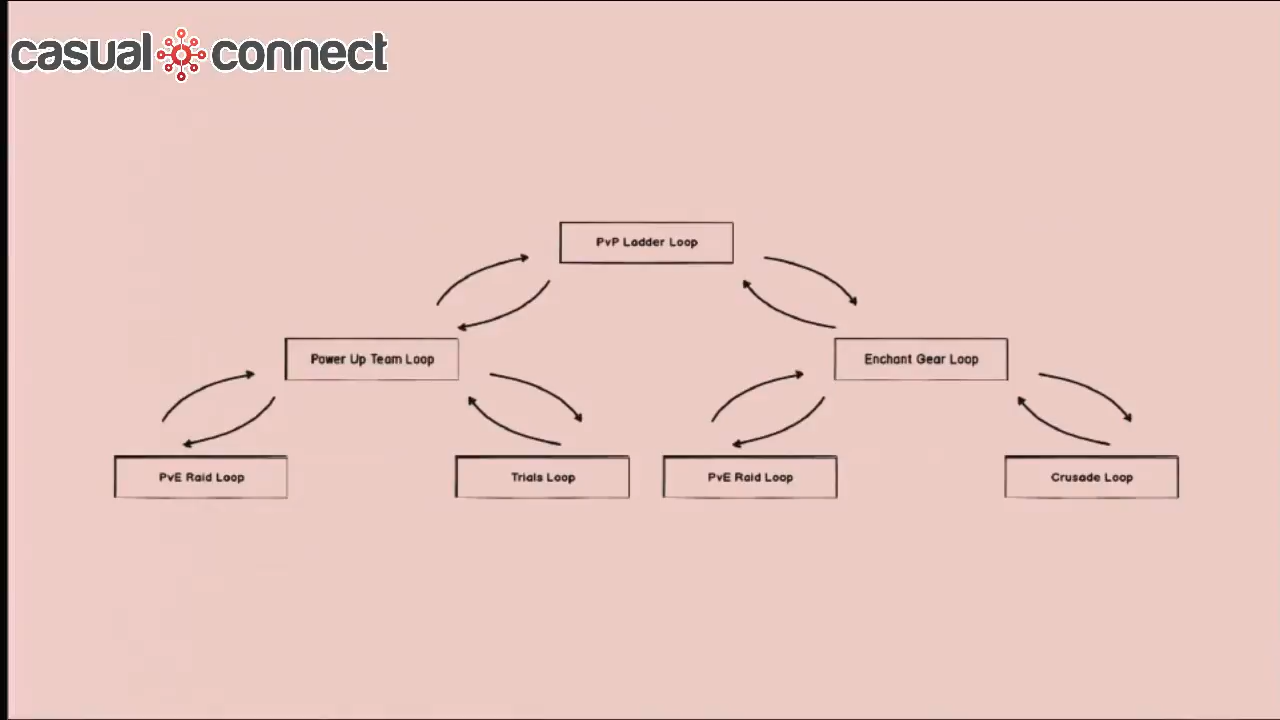 casual connect
PvP Ladder Loop
Power Up Team Loop
Enchant Gear Loop
PvE Raid Loop
Trials Loop
PvE Raid Loop
Crusade Loop